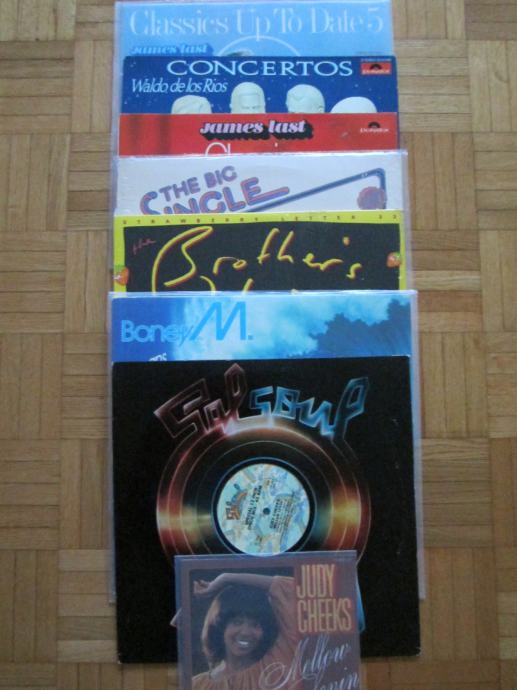 Classics Up To Date 5
james last
CONCERTOS
Waldo de los Rios
Polydor
james last
Polydor
THE BIG
SINGLE
STRAWBERRY LETTER 23
the
Brother's
Boney M.
Salsoul
JUDY
CHEEKS
Mellow